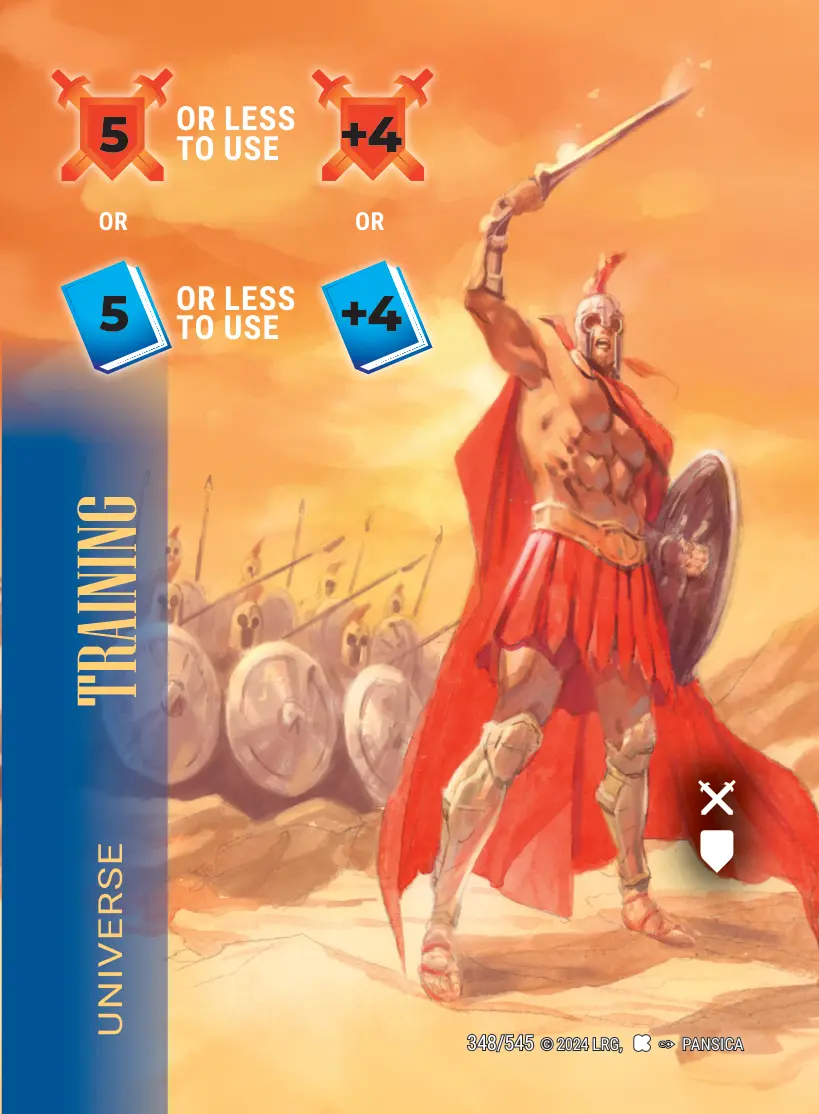 5 OR LESS TO USE +4
OR OR
5 OR LESS TO USE +4
TRAINING
UNIVERSE
348/545 © 2024 LRG, PANSICA